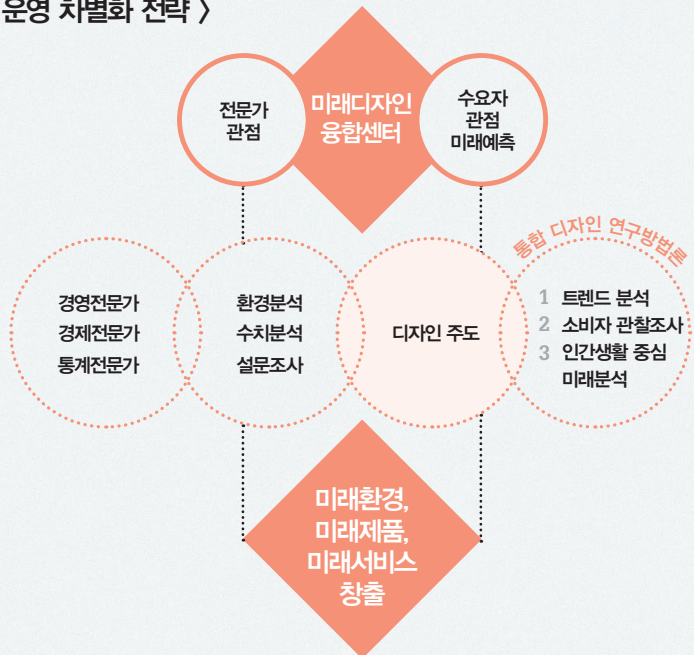 운영 차별화 전략 〉
전문가
관점
미래디자인
융합센터
수요자
관점
미래예측
경영전문가
경제전문가
통계전문가
환경분석
수치분석
설문조사
디자인 주도
통합 디자인 연구방법론
1 트렌드 분석
2 소비자 관찰조사
3 인간생활 중심
미래분석
미래환경,
미래제품,
미래서비스
창출